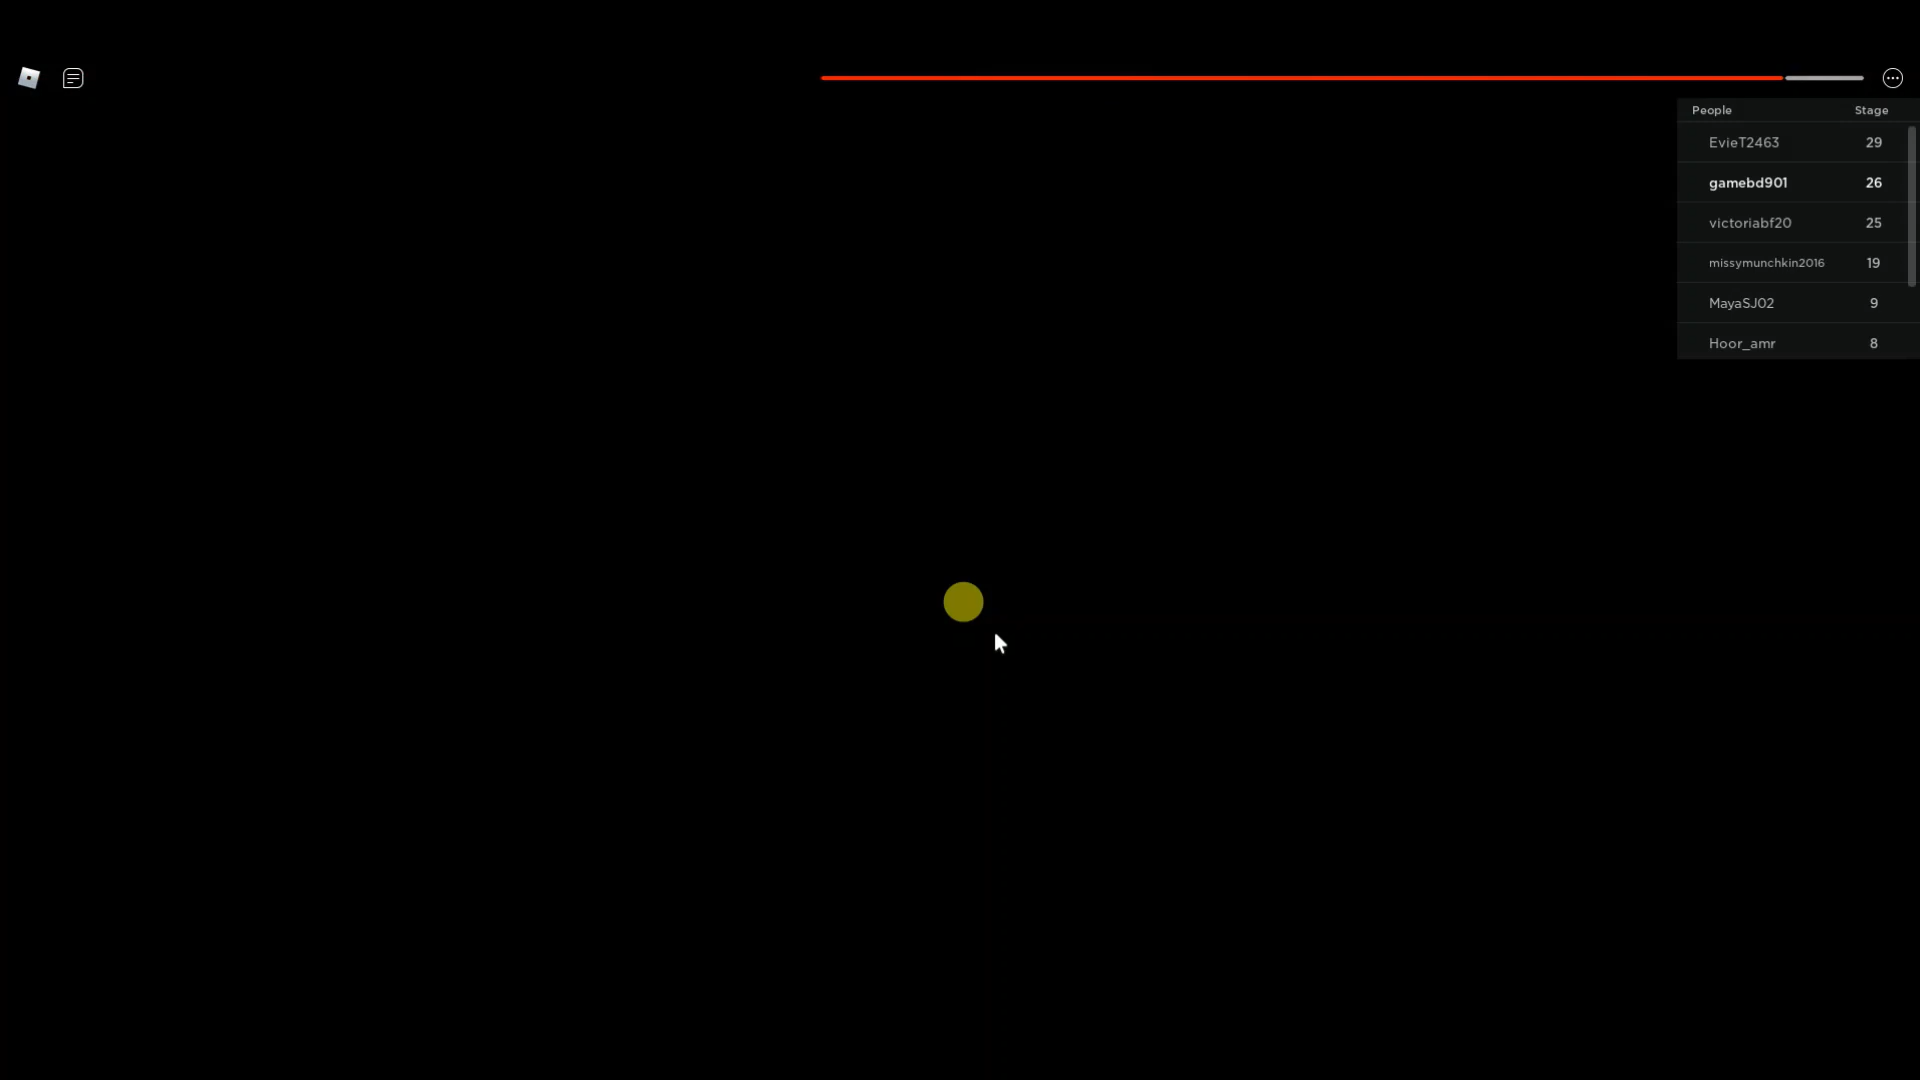 People Stage
EvieT2463 29
gamebd901 26
victoriabf20 25
missymunchkin2016 19
MayaSJ02 9
Hoor_amr 8